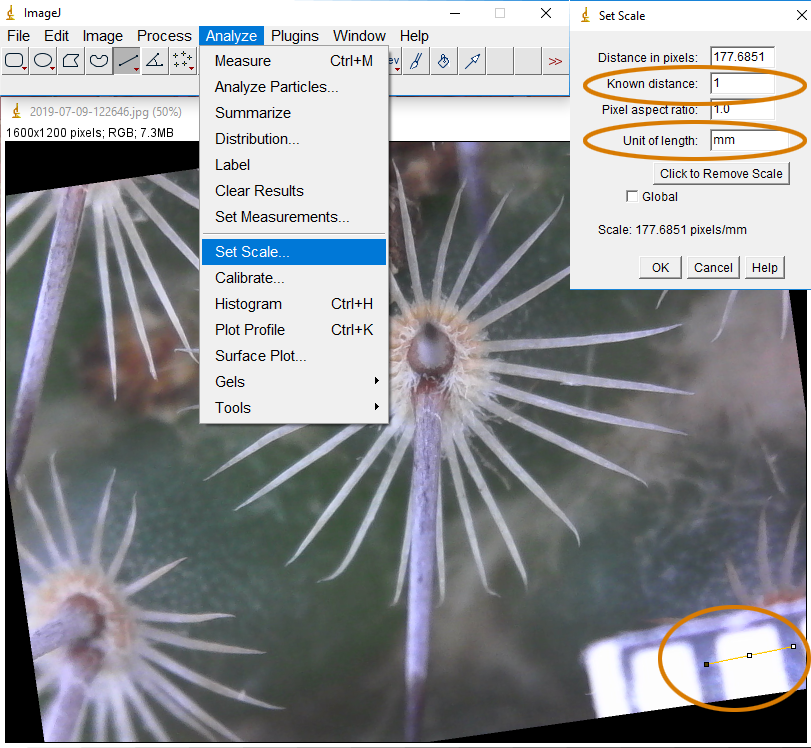 ImageJ
File Edit Image Process Analyze Plugins Window Help
>>
2019-07-09-122646.jpg (50%)
1600x1200 pixels; RGB; 7.3MB
Measure Ctrl+M
Analyze Particles...
Summarize
Distribution...
Label
Clear Results
Set Measurements...
Set Scale...
Calibrate...
Histogram Ctrl+H
Plot Profile Ctrl+K
Surface Plot...
Gels
Tools
Set Scale
Distance in pixels: 177.6851
Known distance: 1
Pixel aspect ratio: 1.0
Unit of length: mm
Click to Remove Scale
Global
Scale: 177.6851 pixels/mm
OK Cancel Help